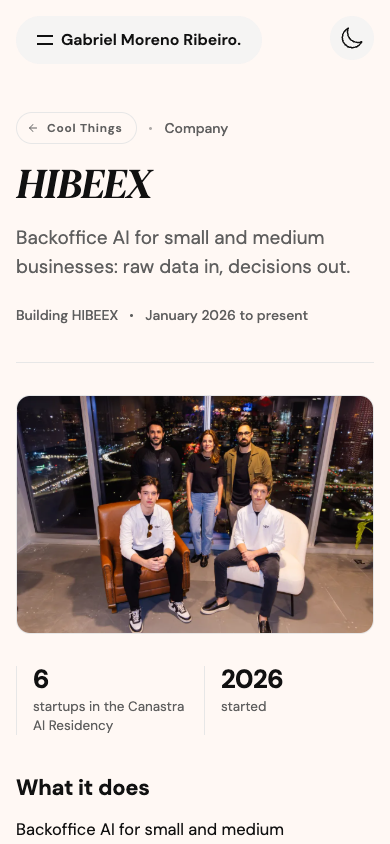 Gabriel Moreno Ribeiro.
← Cool Things • Company
HIBEEX
Backoffice AI for small and medium
businesses: raw data in, decisions out.
Building HIBEEX • January 2026 to present
6
startups in the Canastra
AI Residency
2026
started
What it does
Backoffice AI for small and medium